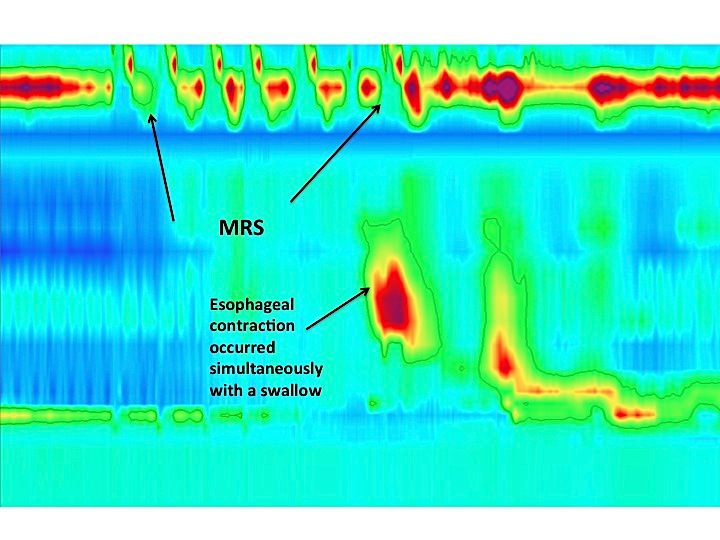 MRS
Esophageal
contraction
occurred
simultaneously
with a swallow